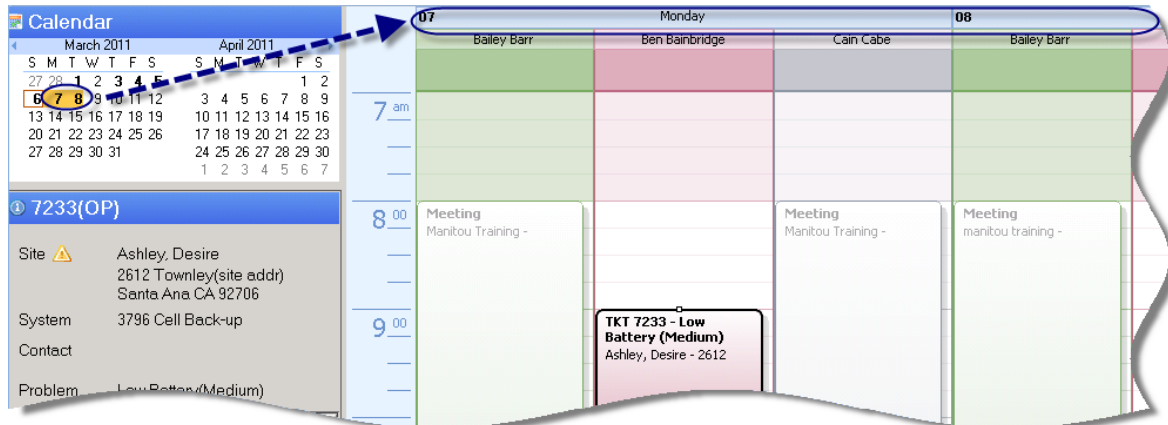 Calendar
March 2011 April 2011
S M T W T F S S M T W T F S
27 28 1 2 3 4 5 1 2
6 7 8 9 10 11 12 3 4 5 6 7 8 9
13 14 15 16 17 18 19 10 11 12 13 14 15 16
20 21 22 23 24 25 26 17 18 19 20 21 22 23
27 28 29 30 31 24 25 26 27 28 29 30
1 2 3 4 5 6 7
7233(OP)
Site Ashley, Desire
2612 Townley(site addr)
Santa Ana CA 92706
System 3796 Cell Back-up
Contact
Problem Low Battery(Medium)
07 Monday 08
Bailey Barr Ben Bainbridge Cain Cabe Bailey Barr
7 am
8 00
Meeting Meeting Meeting
Manitou Training - Manitou Training - manitou training -
9 00
TKT 7233 - Low
Battery (Medium)
Ashley, Desire - 2612